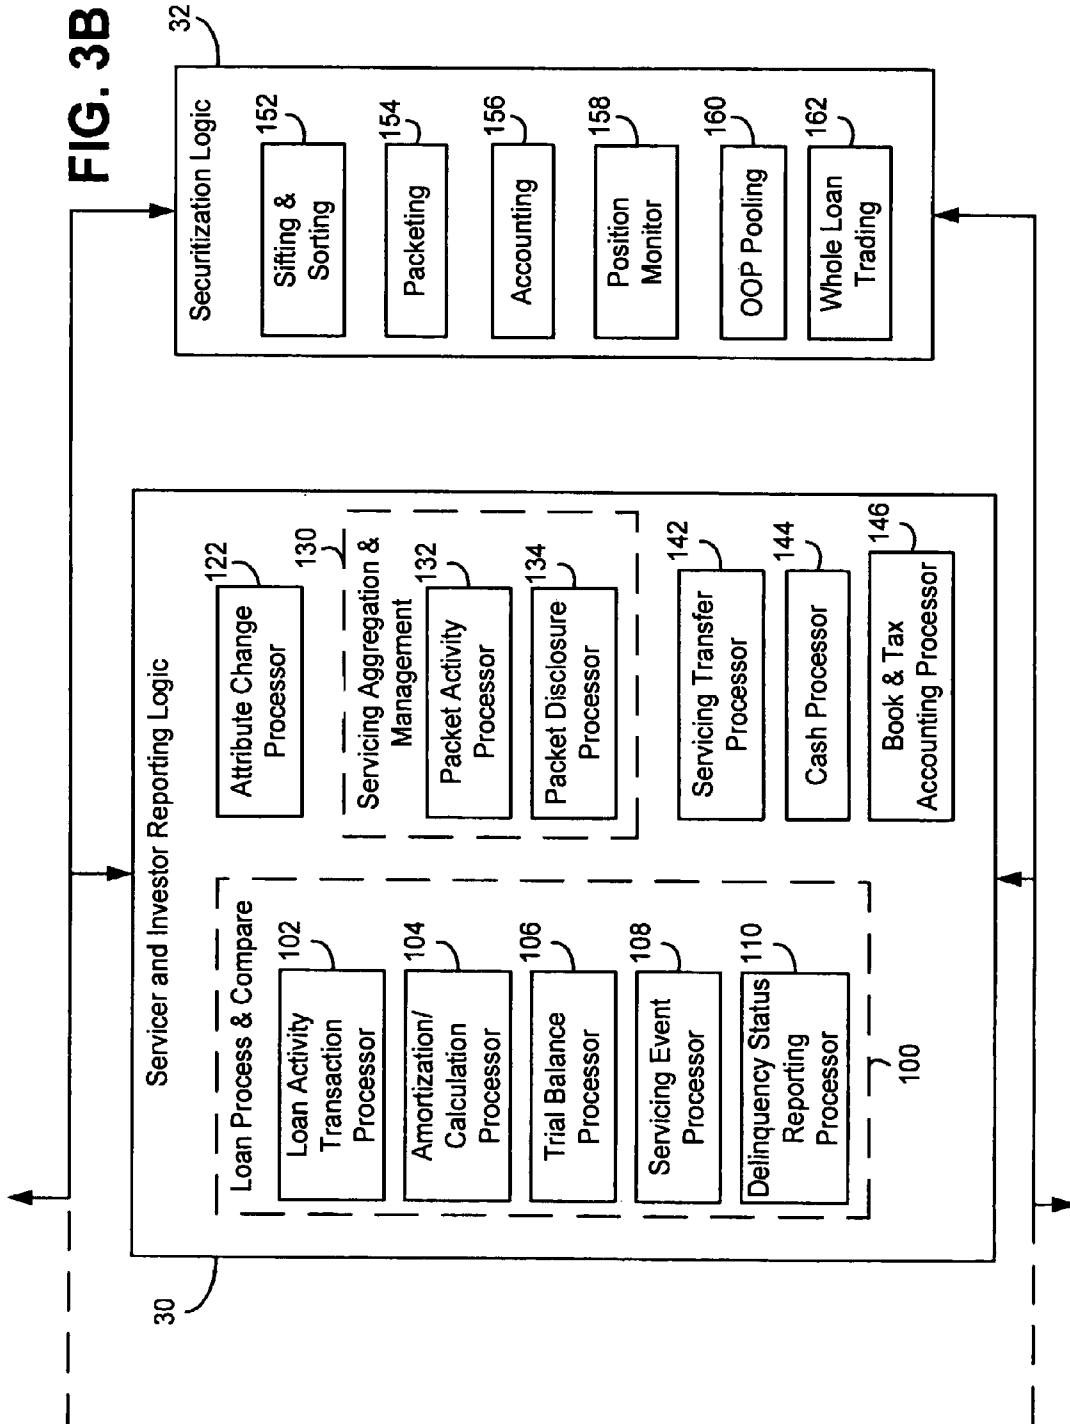 FIG. 3B
30
Servicer and Investor Reporting Logic
Loan Process & Compare
102
Loan Activity
Transaction
Processor
104
Amortization/
Calculation
Processor
106
Trial Balance
Processor
108
Servicing Event
Processor
110
Delinquency Status
Reporting
Processor
100
122
Attribute Change
Processor
130
Servicing Aggregation &
Management
132
Packet Activity
Processor
134
Packet Disclosure
Processor
142
Servicing Transfer
Processor
144
Cash Processor
146
Book & Tax
Accounting Processor
32
Securitization Logic
152
Sifting &
Sorting
154
Packeting
156
Accounting
158
Position
Monitor
160
OOP Pooling
162
Whole Loan
Trading